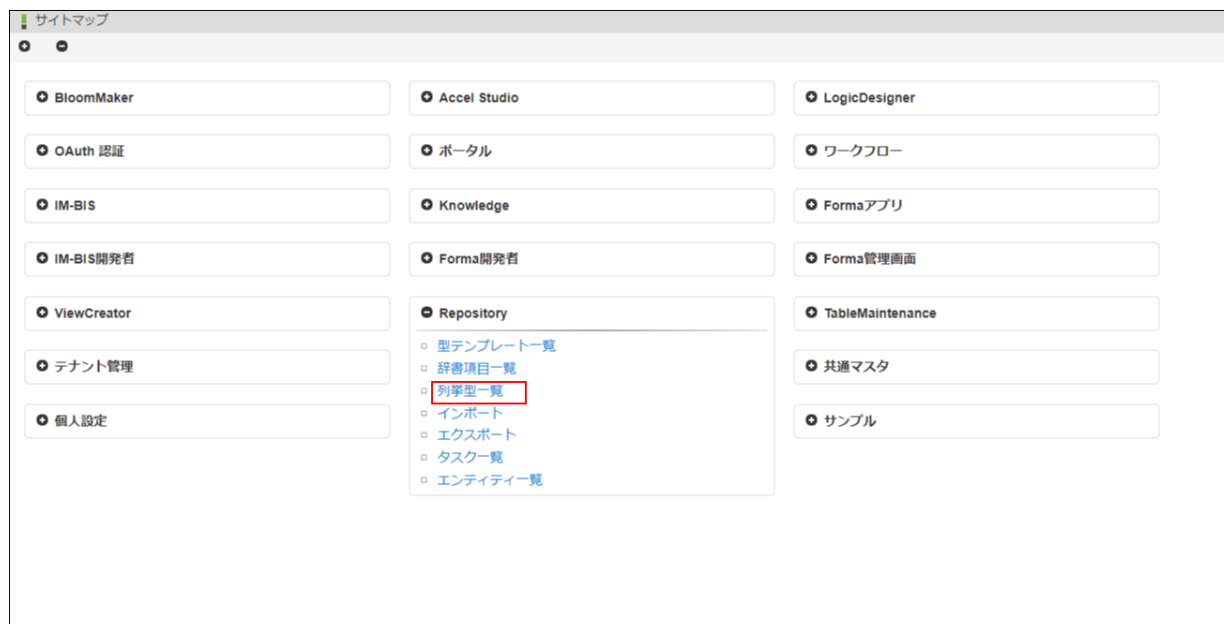 サイトマップ
BloomMaker
Accel Studio
LogicDesigner
OAuth 認証
ポータル
ワークフロー
IM-BIS
Knowledge
Formaアプリ
IM-BIS開発者
Forma開発者
Forma管理画面
ViewCreator
Repository
TableMaintenance
型テンプレート一覧
辞書項目一覧
列挙型一覧
インポート
エクスポート
タスク一覧
エンティティ一覧
テナント管理
共通マスタ
個人設定
サンプル